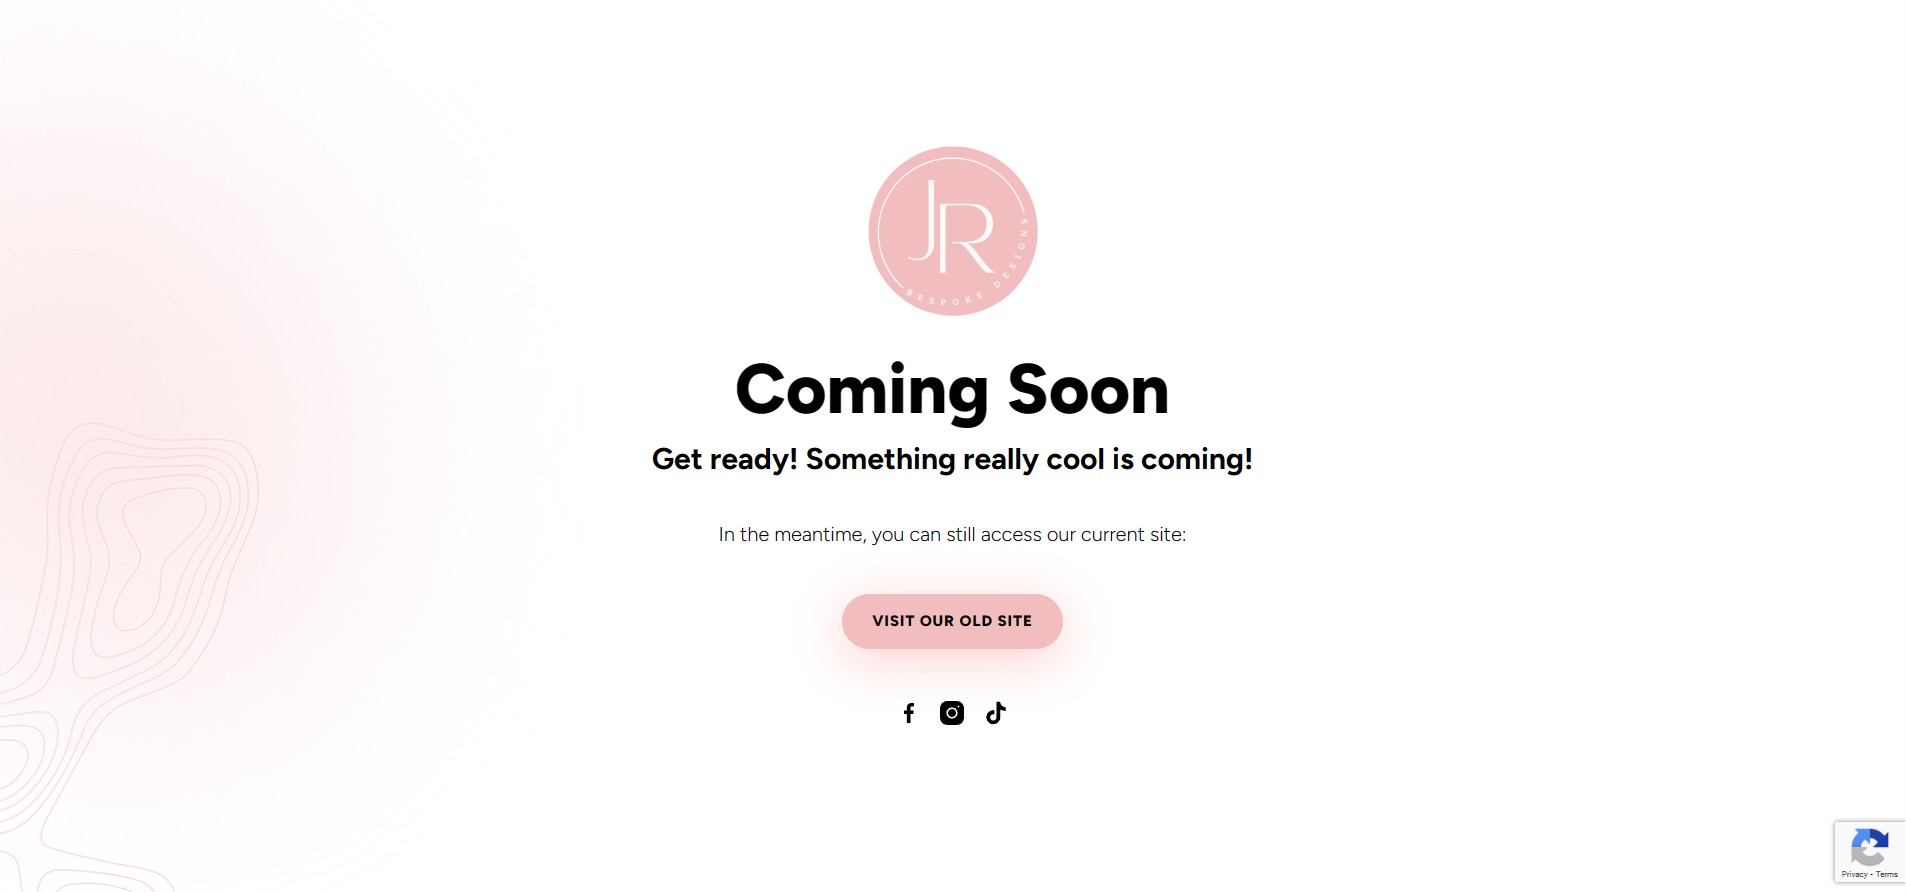 JR
BESPOKE DESIGNS
Coming Soon
Get ready! Something really cool is coming!
In the meantime, you can still access our current site:
VISIT OUR OLD SITE
Privacy - Terms